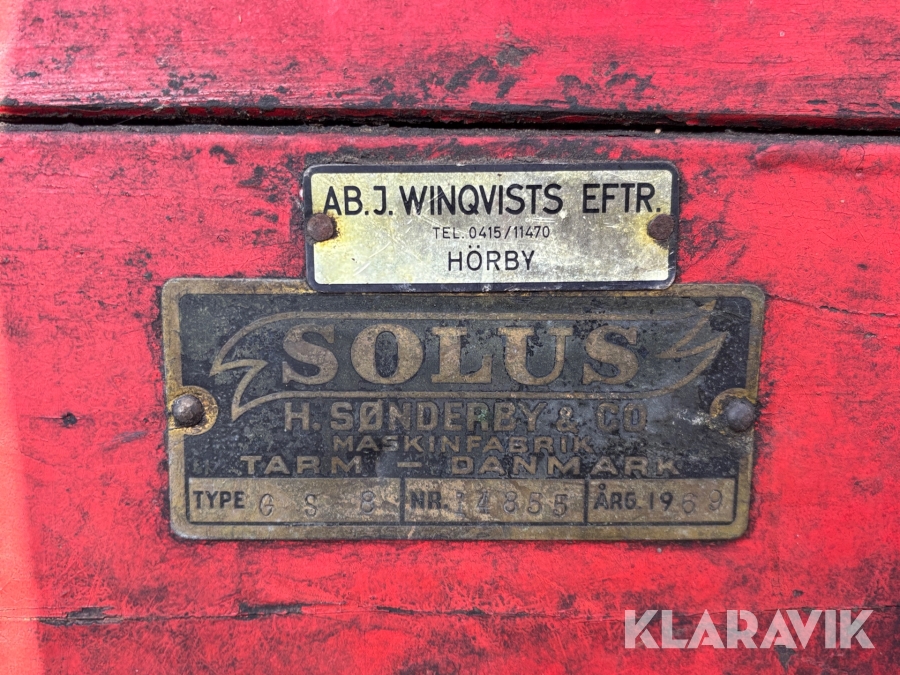 AB. J. WINQVISTS EFTR.
TEL. 0415/11470
HÖRBY
SOLUS
H. SØNDERBY & CO
MASKINFABRIK
TARM — DANMARK
TYPE G S 8 NR. 14855 ÅRG. 1969
KLARAVIK